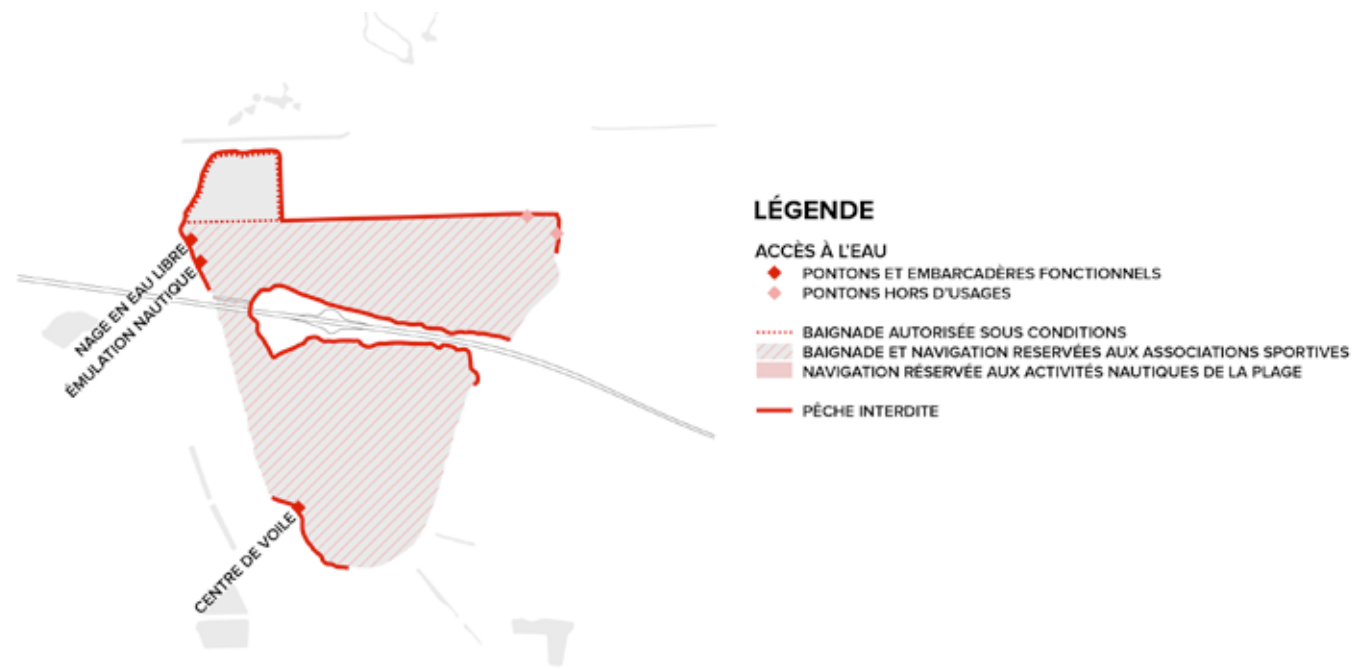 NAGE EN EAU LIBRE
ÉMULATION NAUTIQUE
CENTRE DE VOILE
LÉGENDE
ACCÈS À L'EAU
PONTONS ET EMBARCADÈRES FONCTIONNELS
PONTONS HORS D'USAGES
BAIGNADE AUTORISÉE SOUS CONDITIONS
BAIGNADE ET NAVIGATION RESERVÉES AUX ASSOCIATIONS SPORTIVES
NAVIGATION RÉSERVÉE AUX ACTIVITÉS NAUTIQUES DE LA PLAGE
PÊCHE INTERDITE